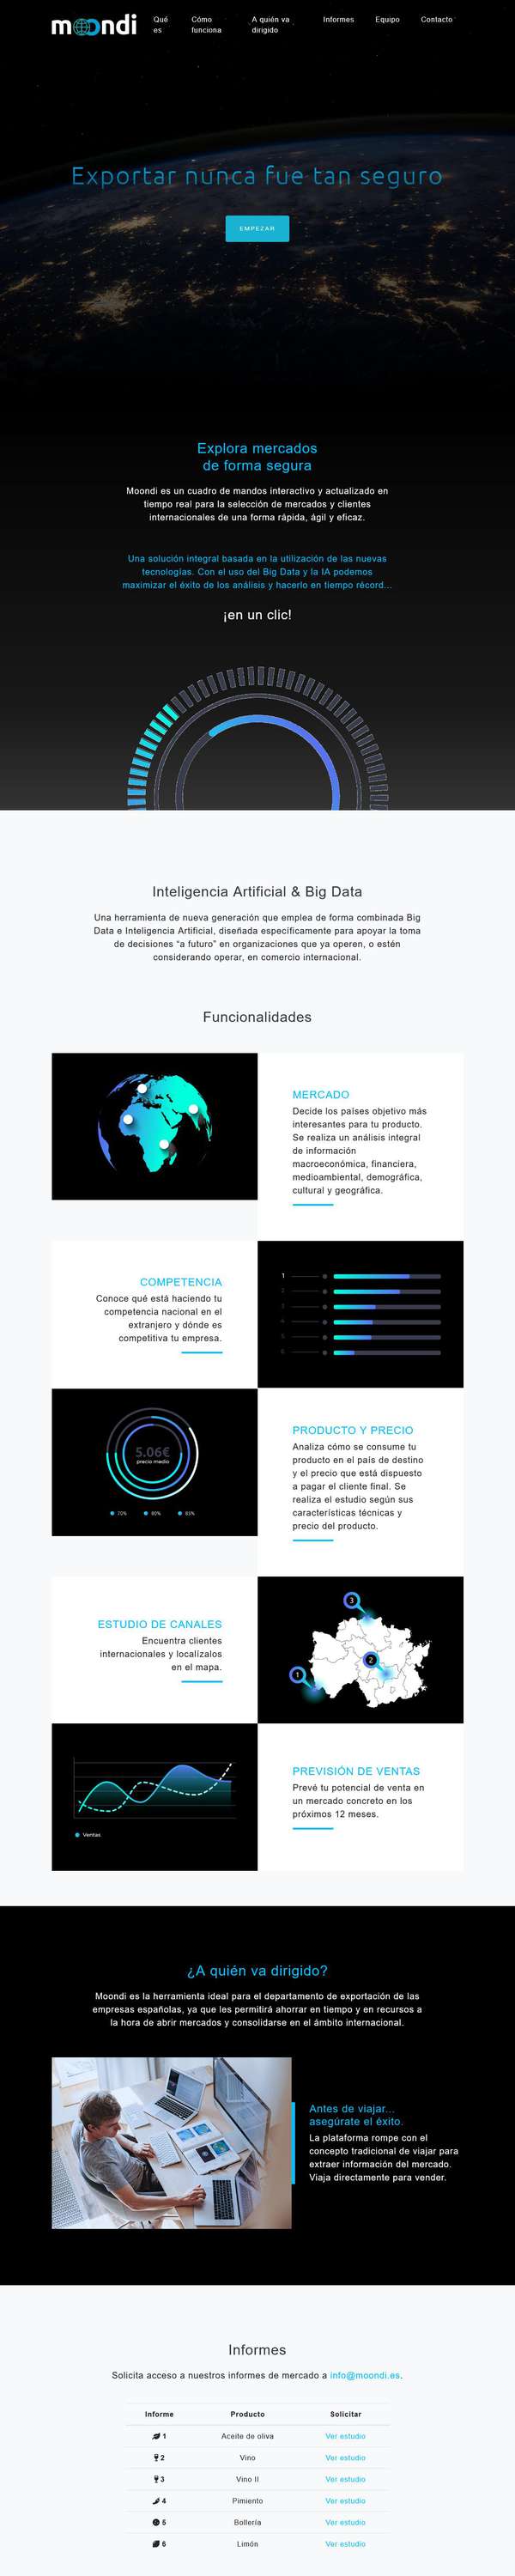 moondi
Qué es
Cómo funciona
A quién va dirigido
Informes
Equipo
Contacto
Exportar nunca fue tan seguro
EMPEZAR
Explora mercados
de forma segura
Moondi es un cuadro de mandos interactivo y actualizado en
tiempo real para la selección de mercados y clientes
internacionales de una forma rápida, ágil y eficaz.
Una solución integral basada en la utilización de las nuevas
tecnologías. Con el uso del Big Data y la IA podemos
maximizar el éxito de los análisis y hacerlo en tiempo récord...
¡en un clic!
Inteligencia Artificial & Big Data
Una herramienta de nueva generación que emplea de forma combinada Big
Data e Inteligencia Artificial, diseñada específicamente para apoyar la toma
de decisiones “a futuro” en organizaciones que ya operen, o estén
considerando operar, en comercio internacional.
Funcionalidades
MERCADO
Decide los países objetivo más
interesantes para tu producto.
Se realiza un análisis integral
de información
macroeconómica, financiera,
medioambiental, demográfica,
cultural y geográfica.
COMPETENCIA
Conoce qué está haciendo tu
competencia nacional en el
extranjero y dónde es
competitiva tu empresa.
1
2
3
4
5
6
5.06€
precio medio
70%
80%
85%
PRODUCTO Y PRECIO
Analiza cómo se consume tu
producto en el país de destino
y el precio que está dispuesto
a pagar el cliente final. Se
realiza el estudio según sus
características técnicas y
precio del producto.
ESTUDIO DE CANALES
Encuentra clientes
internacionales y localízalos
en el mapa.
3
2
1
Ventas
PREVISIÓN DE VENTAS
Prevé tu potencial de venta en
un mercado concreto en los
próximos 12 meses.
¿A quién va dirigido?
Moondi es la herramienta ideal para el departamento de exportación de las
empresas españolas, ya que les permitirá ahorrar en tiempo y en recursos a
la hora de abrir mercados y consolidarse en el ámbito internacional.
Antes de viajar...
asegúrate el éxito.
La plataforma rompe con el
concepto tradicional de viajar para
extraer información del mercado.
Viaja directamente para vender.
Informes
Solicita acceso a nuestros informes de mercado a info@moondi.es.
Informe Producto Solicitar
1 Aceite de oliva Ver estudio
2 Vino Ver estudio
3 Vino II Ver estudio
4 Pimiento Ver estudio
5 Bollería Ver estudio
6 Limón Ver estudio